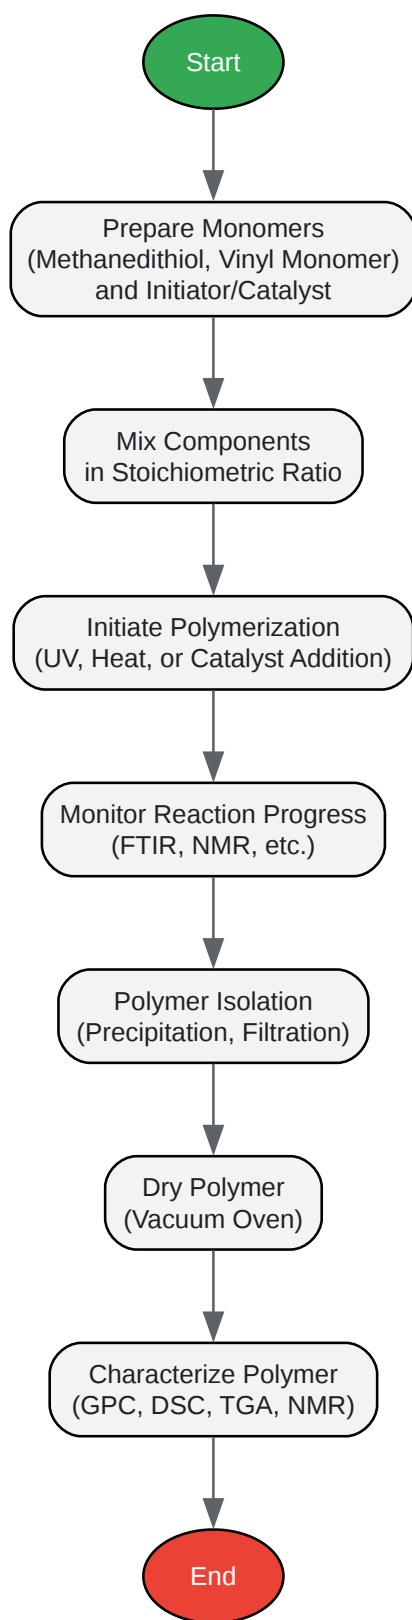 Start
Prepare Monomers
(Methanedithiol, Vinyl Monomer)
and Initiator/Catalyst
Mix Components
in Stoichiometric Ratio
Initiate Polymerization
(UV, Heat, or Catalyst Addition)
Monitor Reaction Progress
(FTIR, NMR, etc.)
Polymer Isolation
(Precipitation, Filtration)
Dry Polymer
(Vacuum Oven)
Characterize Polymer
(GPC, DSC, TGA, NMR)
End